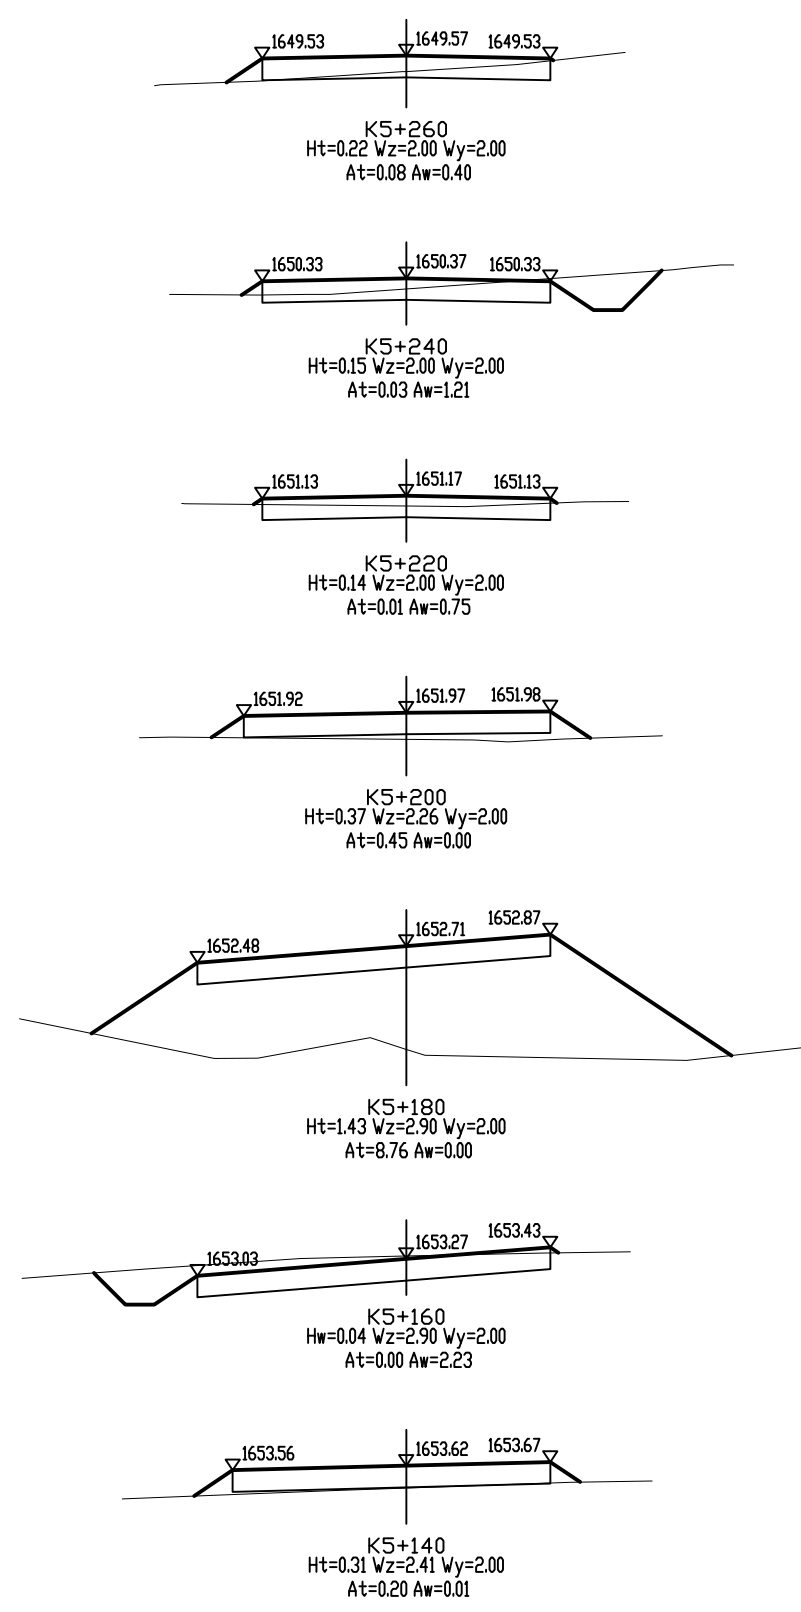 1649.53 1649.57 1649.53
K5+260
Ht=0.22 Wz=2.00 Wy=2.00
At=0.08 Aw=0.40
1650.33 1650.37 1650.33
K5+240
Ht=0.15 Wz=2.00 Wy=2.00
At=0.03 Aw=1.21
1651.13 1651.17 1651.13
K5+220
Ht=0.14 Wz=2.00 Wy=2.00
At=0.01 Aw=0.75
1651.92 1651.97 1651.98
K5+200
Ht=0.37 Wz=2.26 Wy=2.00
At=0.45 Aw=0.00
1652.48 1652.71 1652.87
K5+180
Ht=1.43 Wz=2.90 Wy=2.00
At=8.76 Aw=0.00
1653.03 1653.27 1653.43
K5+160
Hw=0.04 Wz=2.90 Wy=2.00
At=0.00 Aw=2.23
1653.56 1653.62 1653.67
K5+140
Ht=0.31 Wz=2.41 Wy=2.00
At=0.20 Aw=0.01